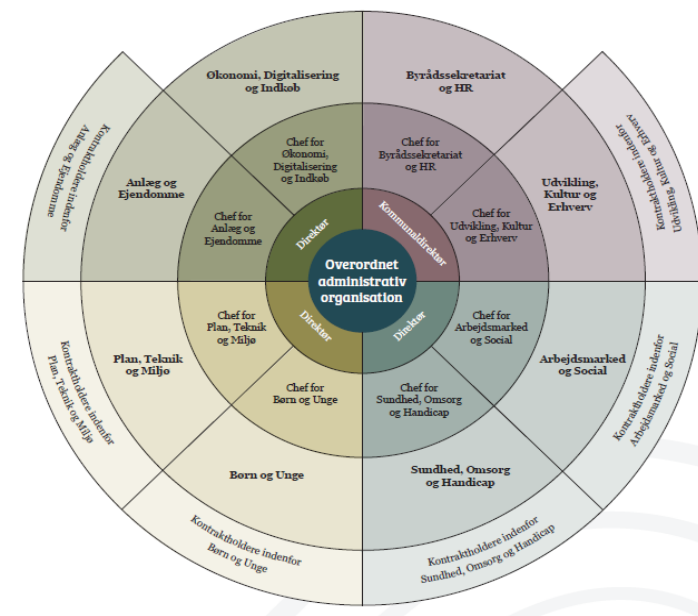 Økonomi, Digitalisering
og Indkøb
Byrådssekretariat
og HR
Kontraktholdere indenfor
Anlæg og Ejendomme
Kontraktholdere indenfor
Udvikling, Kultur og Erhverv
Chef for
Økonomi,
Digitalisering
og Indkøb
Chef for
Byrådssekretariat
og HR
Anlæg og
Ejendomme
Udvikling,
Kultur og
Erhverv
Chef for
Anlæg og
Ejendomme
Chef for
Udvikling, Kultur
og Erhverv
Direktør
Kommunaldirektør
Overordnet
administrativ
organisation
Direktør
Direktør
Chef for
Plan, Teknik
og Miljø
Chef for
Arbejdsmarked
og Social
Plan, Teknik
og Miljø
Arbejdsmarked
og Social
Kontraktholdere indenfor
Plan, Teknik og Miljø
Kontraktholdere indenfor
Arbejdsmarked og Social
Chef for
Børn og Unge
Chef for
Sundhed, Omsorg
og Handicap
Børn og Unge
Sundhed, Omsorg
og Handicap
Kontraktholdere indenfor
Børn og Unge
Kontraktholdere indenfor
Sundhed, Omsorg og Handicap